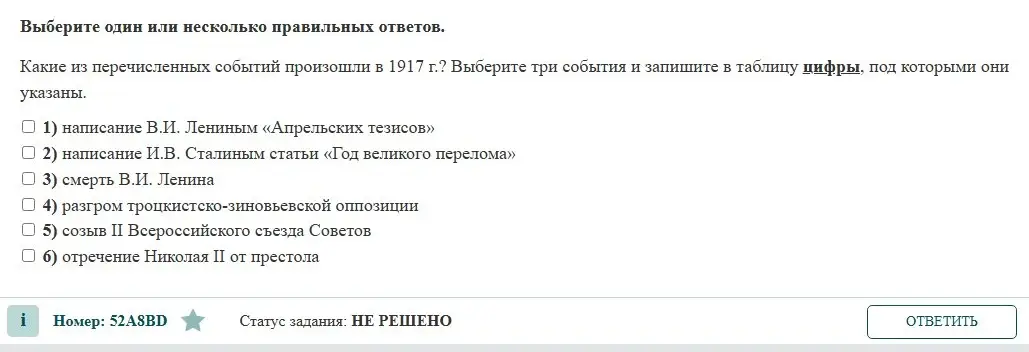 Выберите один или несколько правильных ответов.
Какие из перечисленных событий произошли в 1917 г.? Выберите три события и запишите в таблицу цифры, под которыми они
указаны.
1) написание В.И. Лениным «Апрельских тезисов»
2) написание И.В. Сталиным статьи «Год великого перелома»
3) смерть В.И. Ленина
4) разгром троцкистско-зиновьевской оппозиции
5) созыв II Всероссийского съезда Советов
6) отречение Николая II от престола
i Номер: 52A8BD Статус задания: НЕ РЕШЕНО ОТВЕТИТЬ